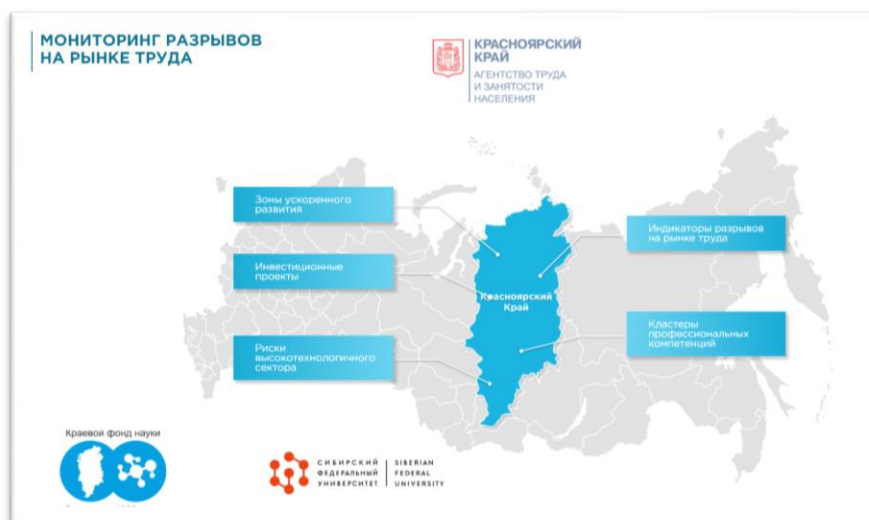 МОНИТОРИНГ РАЗРЫВОВ
НА РЫНКЕ ТРУДА
КРАСНОЯРСКИЙ
КРАЙ
АГЕНТСТВО ТРУДА
И ЗАНЯТОСТИ
НАСЕЛЕНИЯ
Зоны ускоренного
развития
Инвестиционные
проекты
Риски
высокотехнологичного
сектора
Красноярский
Край
Индикаторы разрывов
на рынке труда
Кластеры
профессиональных
компетенций
Краевой фонд науки
СИБИРСКИЙ
ФЕДЕРАЛЬНЫЙ
УНИВЕРСИТЕТ
SIBERIAN
FEDERAL
UNIVERSITY